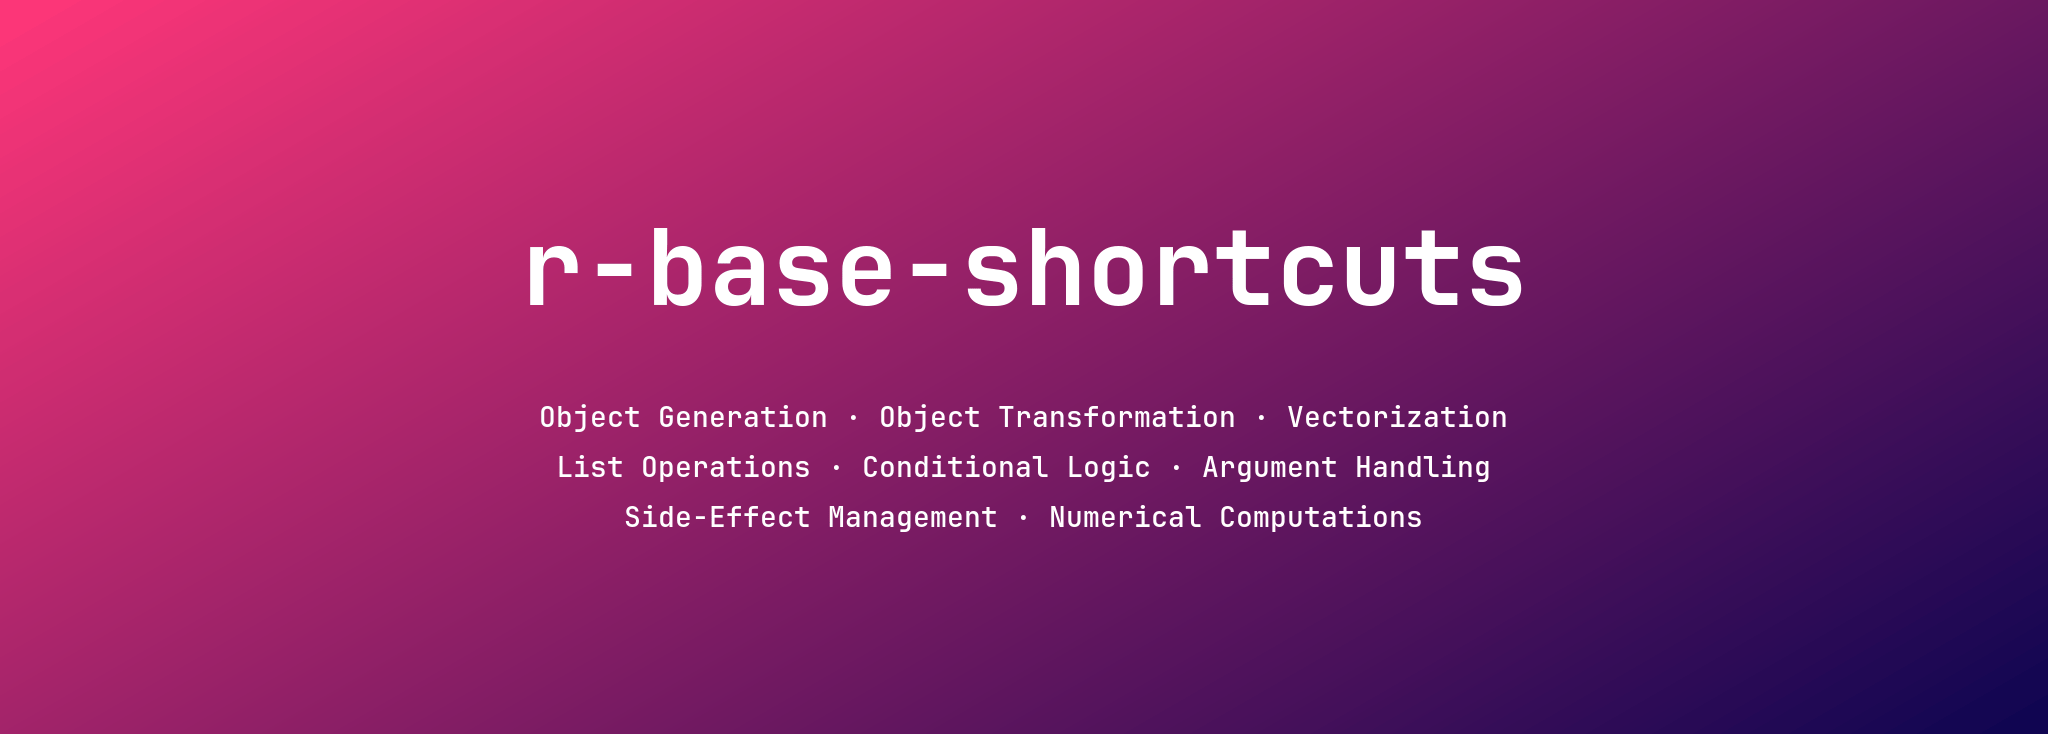 r-base-shortcuts
Object Generation · Object Transformation · Vectorization
List Operations · Conditional Logic · Argument Handling
Side-Effect Management · Numerical Computations